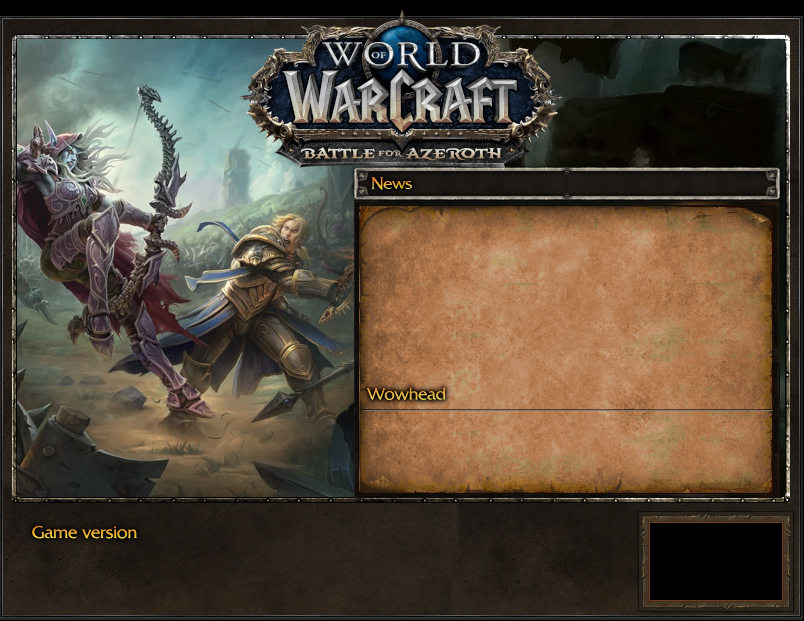 WORLD
OF
WARCRAFT
BATTLE FOR AZEROTH
News
Wowhead
Game version